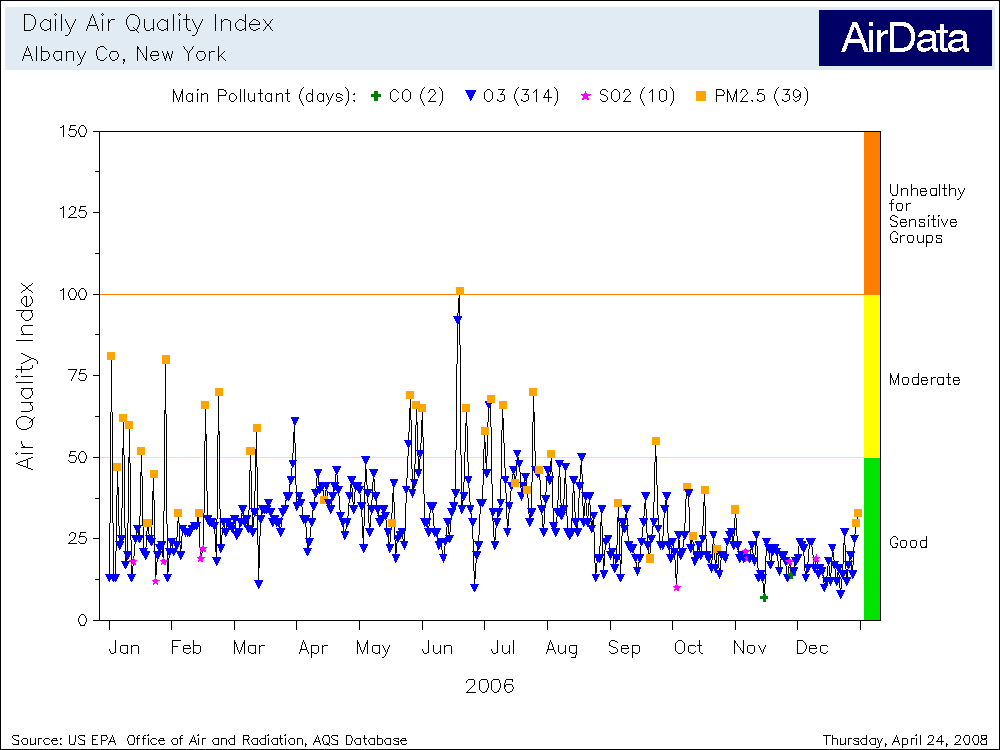 Daily Air Quality Index
Albany Co, New York
AirData
Main Pollutant (days): CO (2) O3 (314) SO2 (10) PM2.5 (39)
150
125
100
75
50
25
0
Air Quality Index
Unhealthy
for
Sensitive
Groups
Moderate
Good
Jan Feb Mar Apr May Jun Jul Aug Sep Oct Nov Dec
2006
Source: US EPA Office of Air and Radiation, AQS Database
Thursday, April 24, 2008